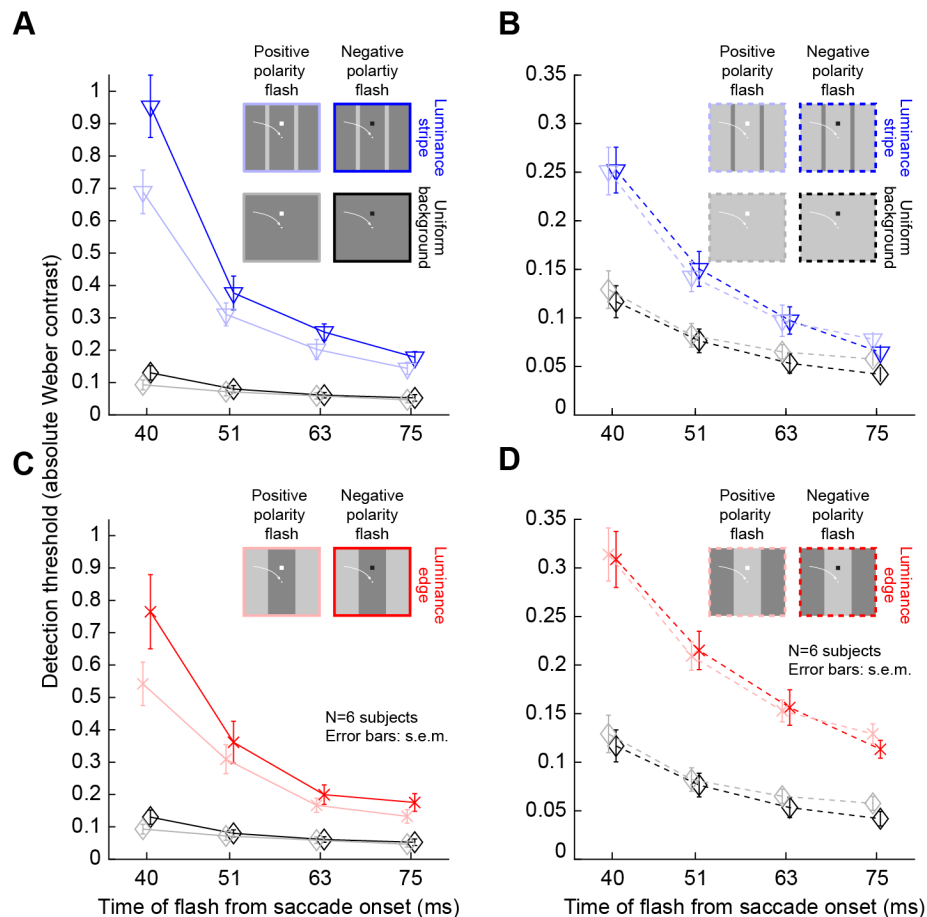 A
B
Positive polarity flash
Negative polartiy flash
Luminance stripe
Uniform background
1
0.9
0.8
0.7
0.6
0.5
0.4
0.3
0.2
0.1
0
40
51
63
75
Positive polarity flash
Negative polarity flash
Luminance stripe
Uniform background
0.35
0.3
0.25
0.2
0.15
0.1
0.05
0
40
51
63
75
Detection threshold (absolute Weber contrast)
C
D
Positive polarity flash
Negative polarity flash
Luminance edge
N=6 subjects
Error bars: s.e.m.
1
0.9
0.8
0.7
0.6
0.5
0.4
0.3
0.2
0.1
0
40
51
63
75
Time of flash from saccade onset (ms)
Positive polarity flash
Negative polarity flash
Luminance edge
N=6 subjects
Error bars: s.e.m.
0.35
0.3
0.25
0.2
0.15
0.1
0.05
0
40
51
63
75
Time of flash from saccade onset (ms)